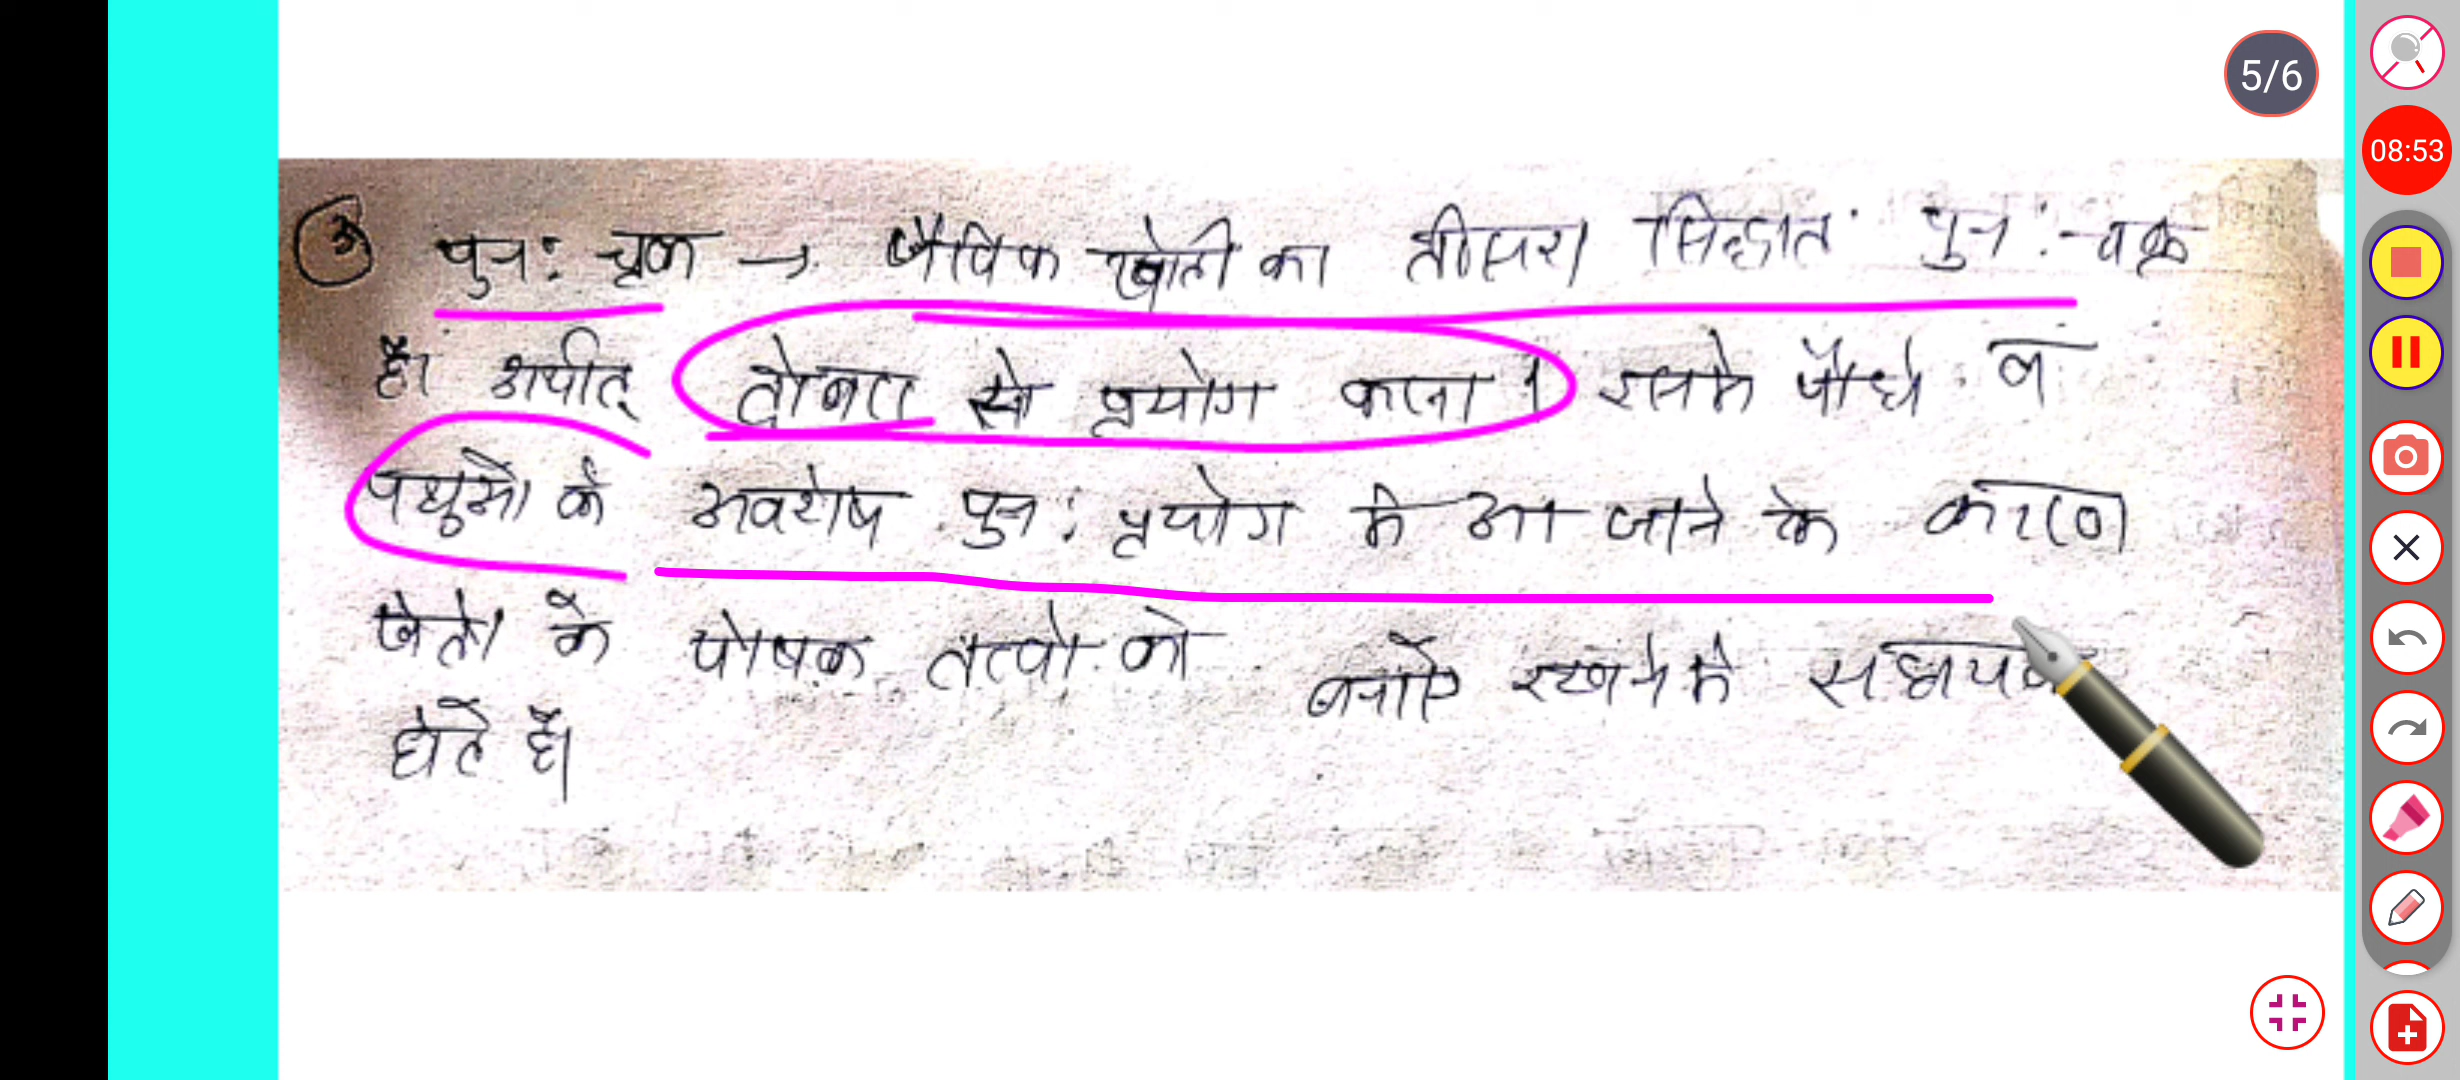 5/6
08:53
③ पुनः चक्र → जैविक खेती का तीसरा सिद्धांत पुनः-चक्र
है। अर्थात् दोबारा से प्रयोग करना। इसमे पौधे व
पशुओ के अवशेष पुनः प्रयोग मे आ जाने के कारण
खेतो के पोषक तत्वो को बनाऐ रखने मे सहायक
होते है।